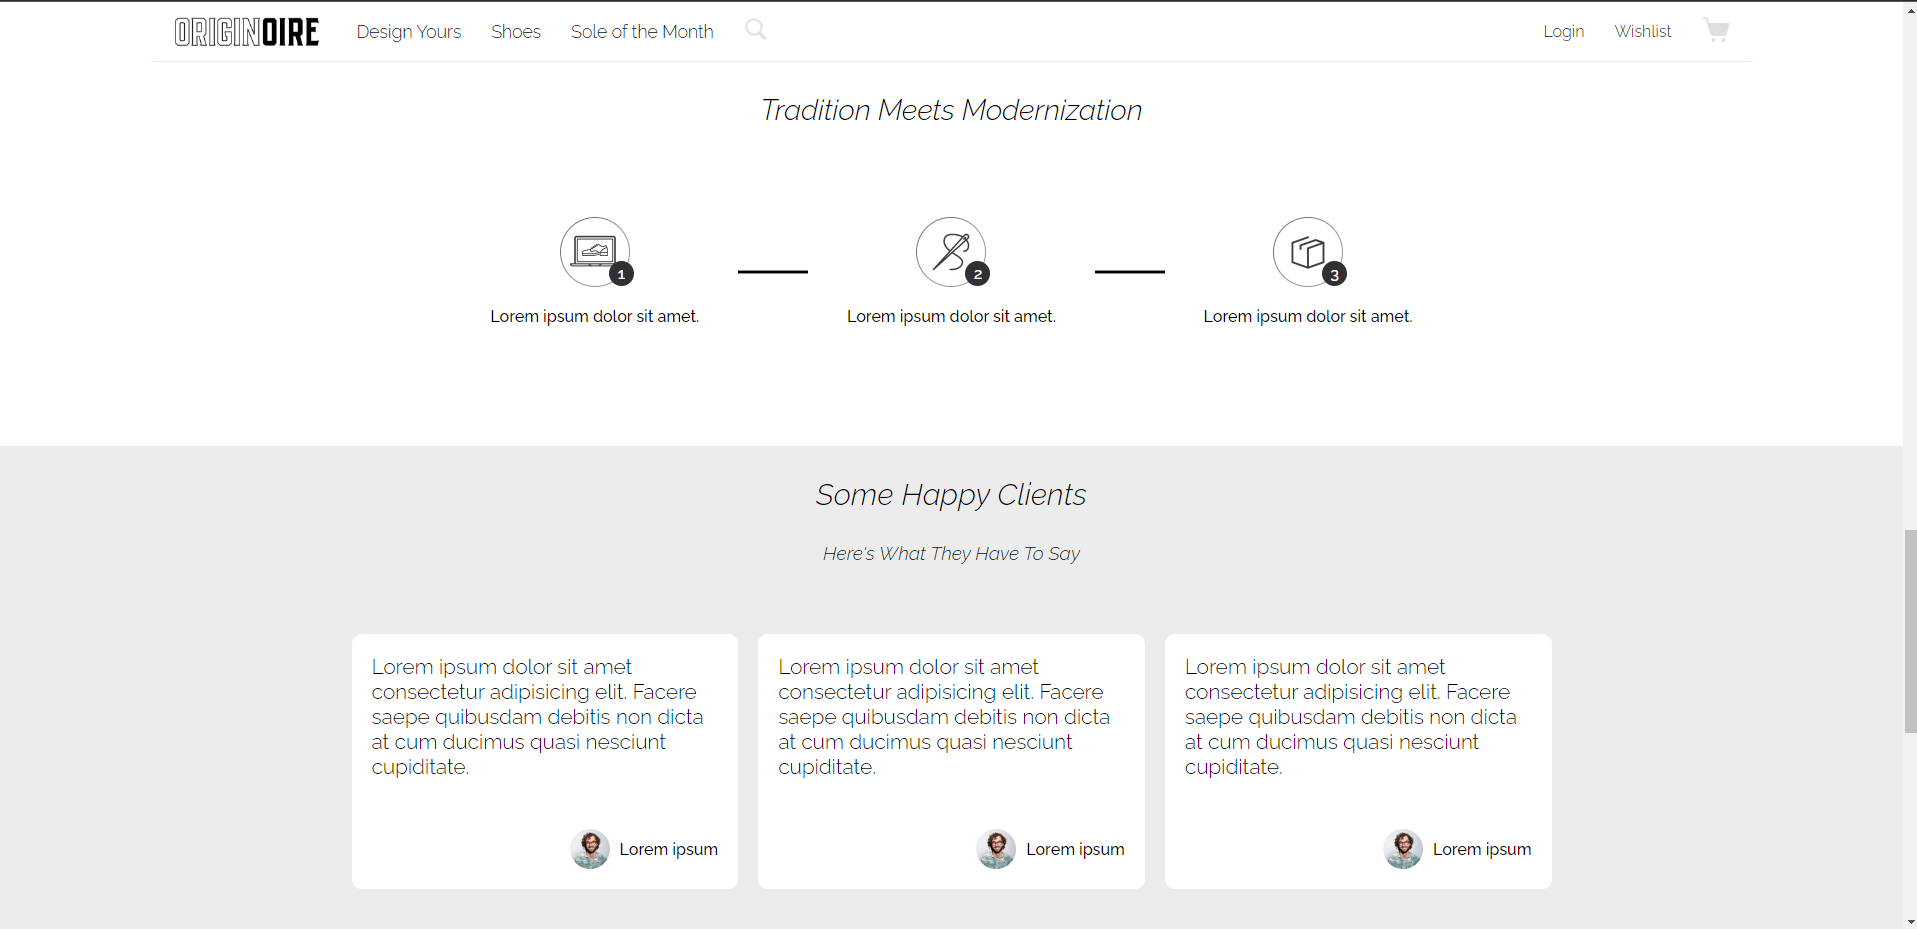 ORIGINOIRE Design Yours Shoes Sole of the Month Login Wishlist
Tradition Meets Modernization
1 2 3
Lorem ipsum dolor sit amet. Lorem ipsum dolor sit amet. Lorem ipsum dolor sit amet.
Some Happy Clients
Here's What They Have To Say
Lorem ipsum dolor sit amet
consectetur adipisicing elit. Facere
saepe quibusdam debitis non dicta
at cum ducimus quasi nesciunt
cupiditate.
Lorem ipsum
Lorem ipsum dolor sit amet
consectetur adipisicing elit. Facere
saepe quibusdam debitis non dicta
at cum ducimus quasi nesciunt
cupiditate.
Lorem ipsum
Lorem ipsum dolor sit amet
consectetur adipisicing elit. Facere
saepe quibusdam debitis non dicta
at cum ducimus quasi nesciunt
cupiditate.
Lorem ipsum